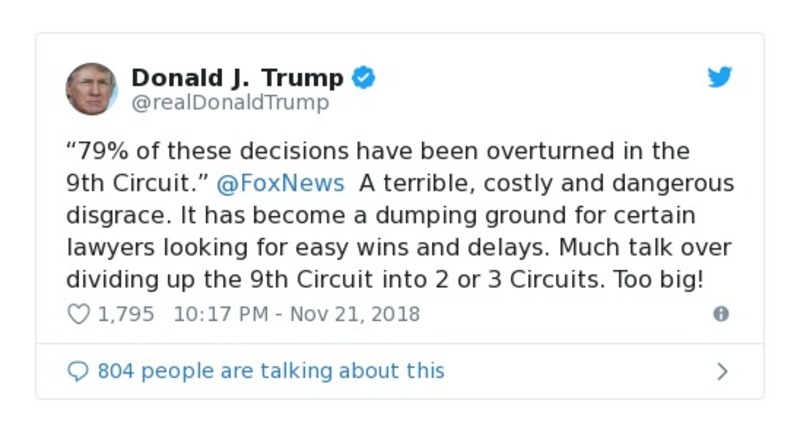 Donald J. Trump
@realDonaldTrump
“79% of these decisions have been overturned in the
9th Circuit.” @FoxNews  A terrible, costly and dangerous
disgrace. It has become a dumping ground for certain
lawyers looking for easy wins and delays. Much talk over
dividing up the 9th Circuit into 2 or 3 Circuits. Too big!
1,795   10:17 PM - Nov 21, 2018
804 people are talking about this